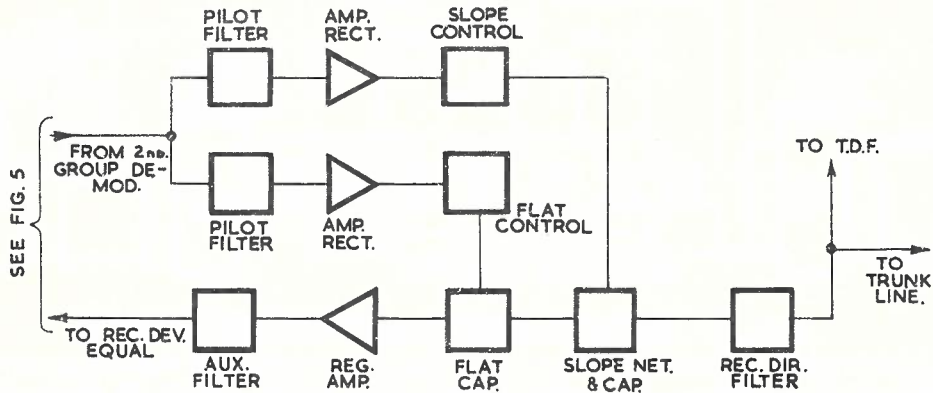 PILOT
FILTER
AMP.
RECT.
SLOPE
CONTROL
SEE FIG. 5
FROM 2nd.
GROUP DE-
MOD.
PILOT
FILTER
AMP.
RECT.
FLAT
CONTROL
TO T.D.F.
TO
TRUNK
LINE.
TO REC. DEV.
EQUAL
AUX.
FILTER
REG.
AMP.
FLAT
CAP.
SLOPE NET.
& CAP.
REC. DIR.
FILTER